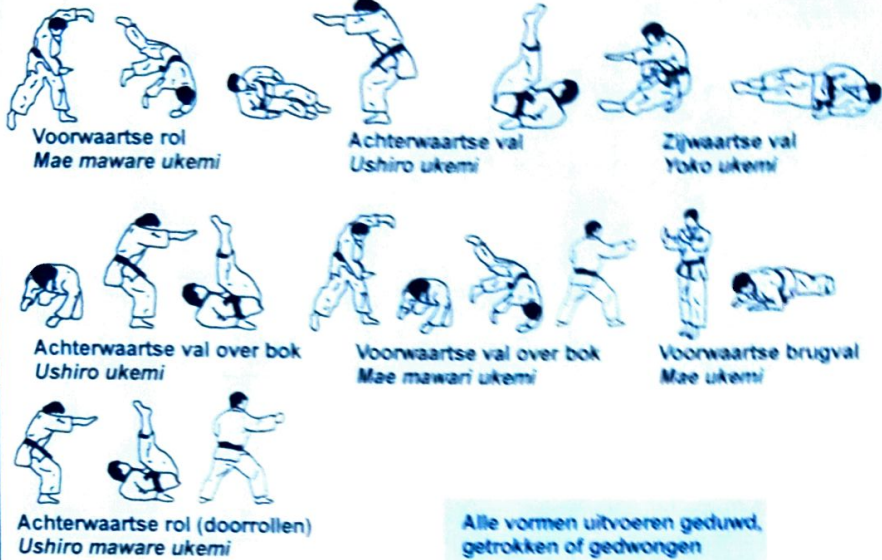 Voorwaartse rol
Mae maware ukemi
Achterwaartse val
Ushiro ukemi
Zijwaartse val
Yoko ukemi
Achterwaartse val over bok
Ushiro ukemi
Voorwaartse val over bok
Mae mawari ukemi
Voorwaartse brugval
Mae ukemi
Achterwaartse rol (doorrollen)
Ushiro maware ukemi
Alle vormen uitvoeren geduwd,
getrokken of gedwongen